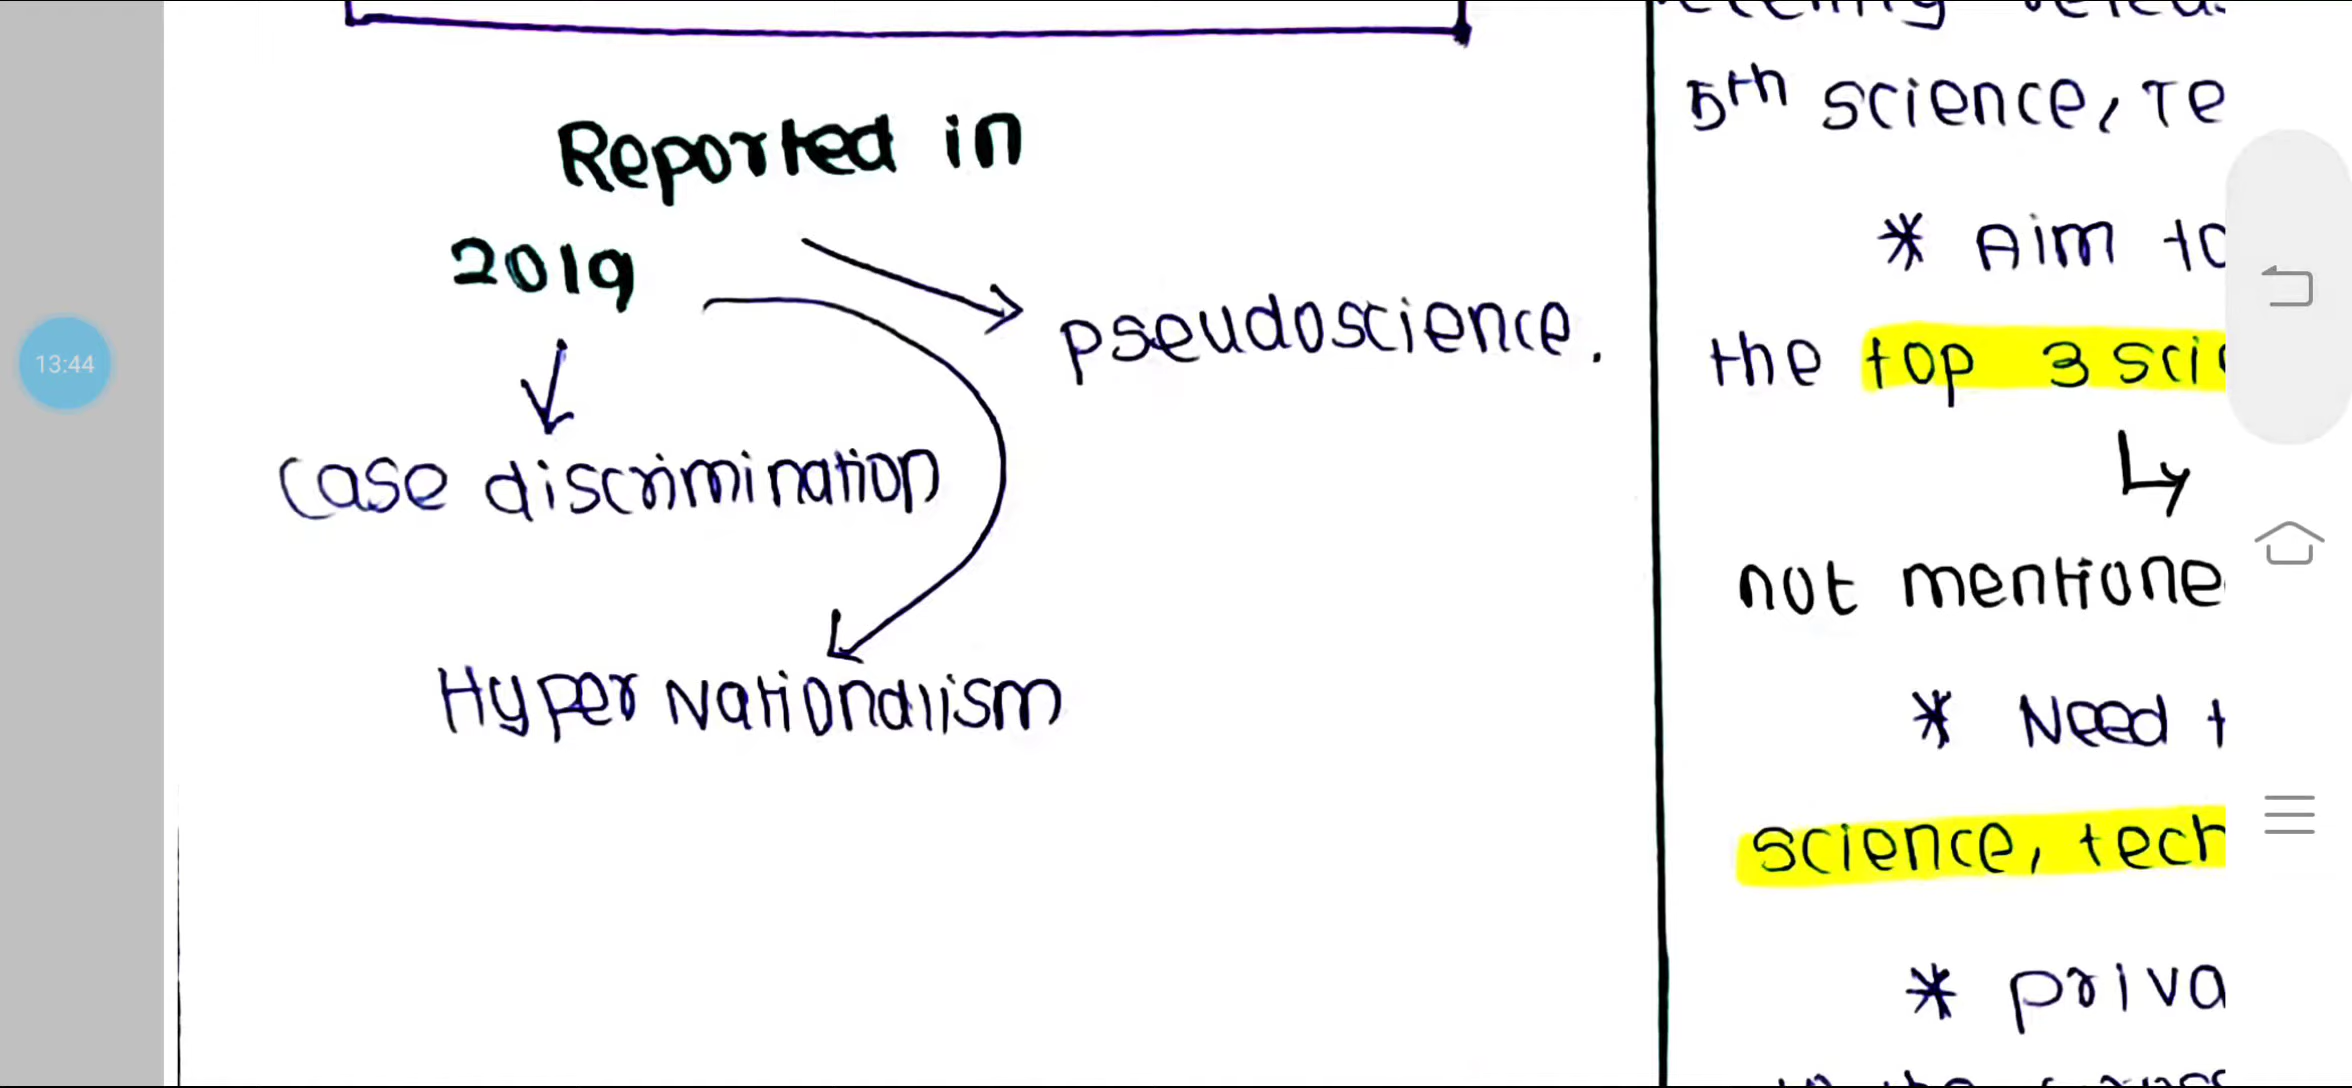 Reported in
2019
pseudoscience.
case discrimination
Hyper Nationalism
5th science, Te
* Aim to
the top 3 sci
not mentione
* Need t
science, tech
* priva
13:44